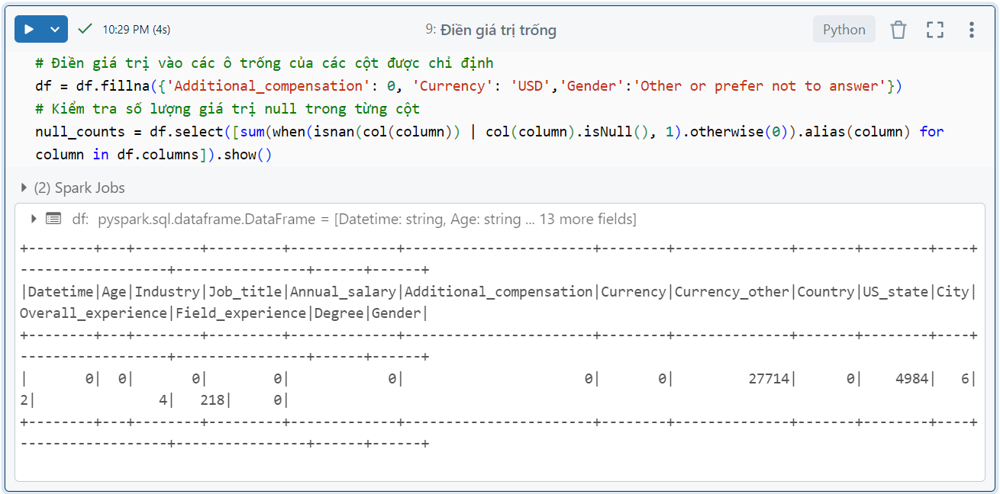 10:29 PM (4s)
9: Điền giá trị trống
Python
# Điền giá trị vào các ô trống của các cột được chỉ định
df = df.fillna({'Additional_compensation': 0, 'Currency': 'USD','Gender':'Other or prefer not to answer'})
# Kiểm tra số lượng giá trị null trong từng cột
null_counts = df.select([sum(when(isnan(col(column)) | col(column).isNull(), 1).otherwise(0)).alias(column) for
column in df.columns]).show()
(2) Spark Jobs
df: pyspark.sql.dataframe.DataFrame = [Datetime: string, Age: string ... 13 more fields]
+--------+---+--------+---------+-------------+-----------------------+--------+--------------+-------+--------+----+
------------------+----------------+------+------+
|Datetime|Age|Industry|Job_title|Annual_salary|Additional_compensation|Currency|Currency_other|Country|US_state|City|
Overall_experience|Field_experience|Degree|Gender|
+--------+---+--------+---------+-------------+-----------------------+--------+--------------+-------+--------+----+
------------------+----------------+------+------+
|       0|  0|       0|        0|            0|                      0|       0|         27714|      0|    4984|   6|
2|               4|   218|     0|
+--------+---+--------+---------+-------------+-----------------------+--------+--------------+-------+--------+----+
------------------+----------------+------+------+